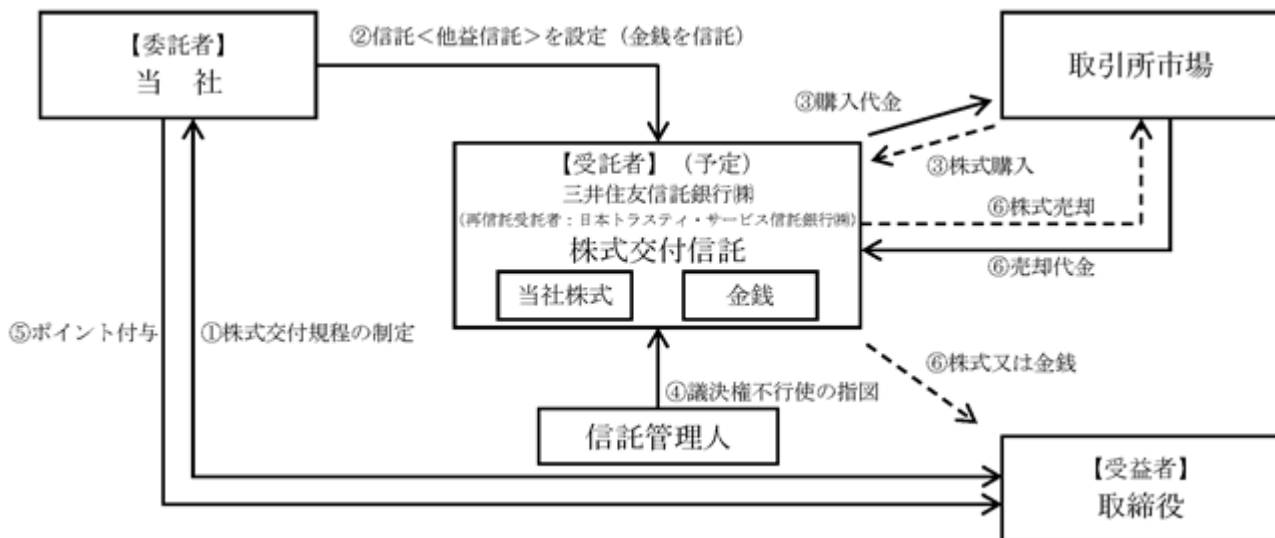 【委託者】
当 社
②信託＜他益信託＞を設定（金銭を信託）
取引所市場
③購入代金
③株式購入
【受託者】（予定）
三井住友信託銀行㈱
（再信託受託者：日本トラスティ・サービス信託銀行㈱）
株式交付信託
当社株式
金銭
⑥株式売却
⑥売却代金
⑤ポイント付与
①株式交付規程の制定
⑥株式又は金銭
④議決権不行使の指図
信託管理人
【受益者】
取締役